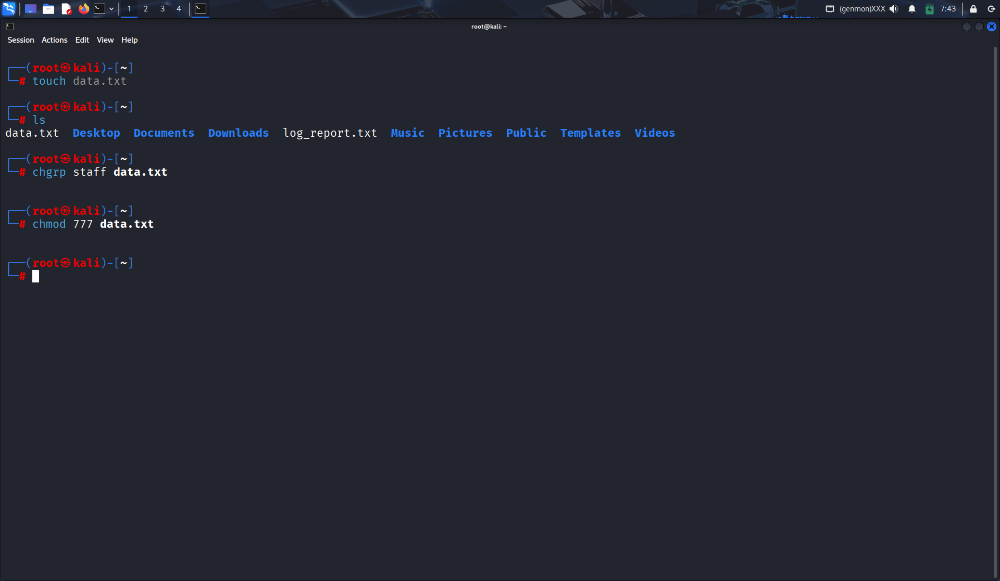 1 2 3 4 (genmon)XXX 7:43
root@kali: ~
Session Actions Edit View Help
┌──(root㉿kali)-[~]
└─# touch data.txt
┌──(root㉿kali)-[~]
└─# ls
data.txt Desktop Documents Downloads log_report.txt Music Pictures Public Templates Videos
┌──(root㉿kali)-[~]
└─# chgrp staff data.txt
┌──(root㉿kali)-[~]
└─# chmod 777 data.txt
┌──(root㉿kali)-[~]
└─#